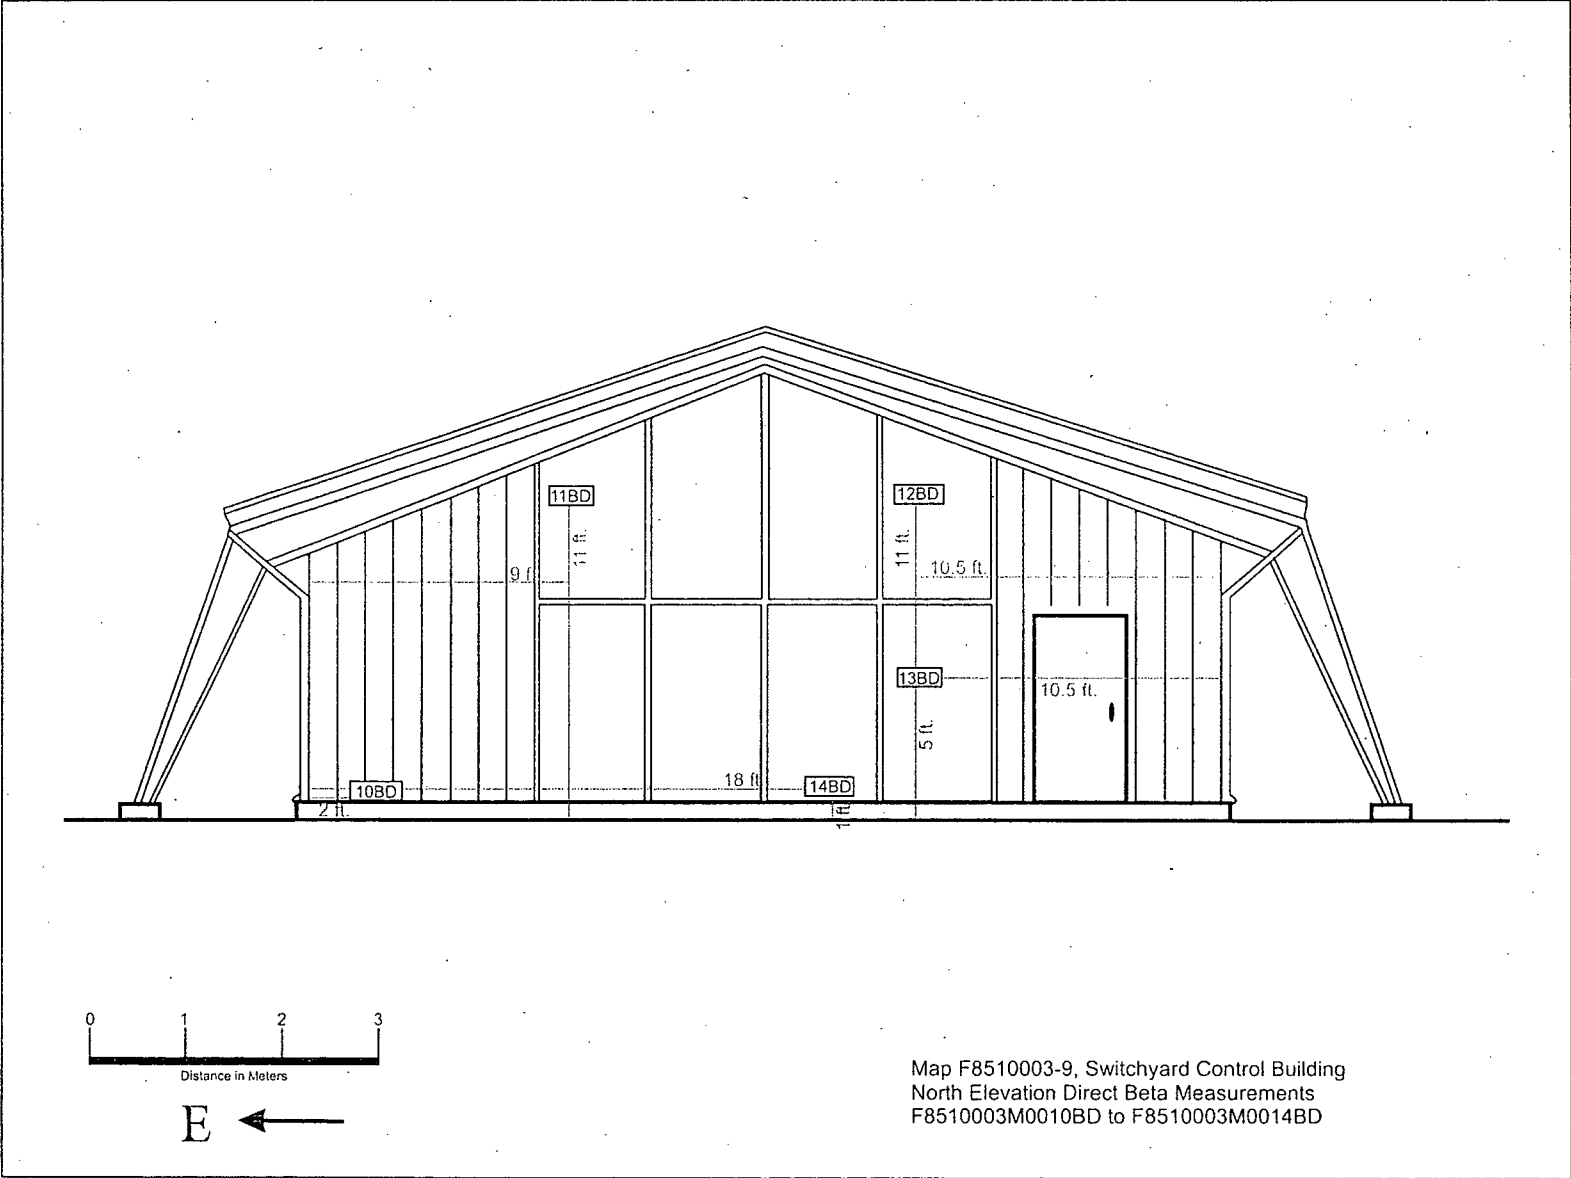 11BD
12BD
11 ft.
11 ft.
9 f
10.5 ft.
13BD
10.5 ft.
5 ft.
18 ft
14BD
10BD
2 ft.
1 ft
0 1 2 3
Distance in Meters
E
Map F8510003-9, Switchyard Control Building
North Elevation Direct Beta Measurements
F8510003M0010BD to F8510003M0014BD